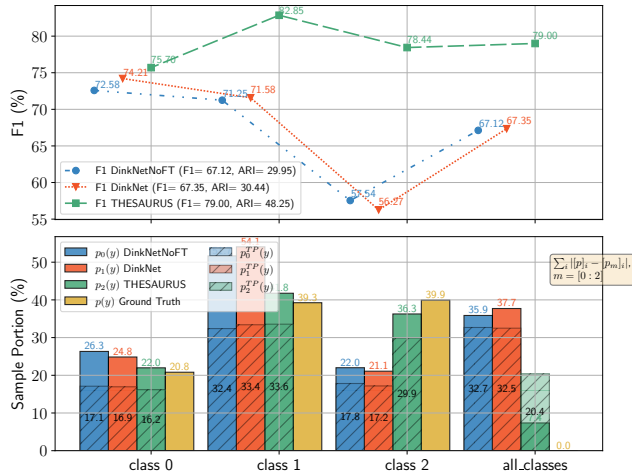 82.85
80
78.44
79.00
75.70
75
74.21
72.58
71.25
71.58
70
67.12
67.35
65
60
57.54
56.27
55
F1 (%)
F1 DinkNetNoFT (F1= 67.12, ARI= 29.95)
F1 DinkNet (F1= 67.35, ARI= 30.44)
F1 THESAURUS (F1= 79.00, ARI= 48.25)
Sample Portion (%)
p₀(y) DinkNetNoFT
p₁(y) DinkNet
p₂(y) THESAURUS
p(y) Ground Truth
p₀ᵀᴾ(y)
p₁ᵀᴾ(y)
p₂ᵀᴾ(y)
∑ᵢ |[p]ᵢ − [pₘ]ᵢ|,
m = [0 : 2]
50
40
30
20
10
0
26.3
24.8
22.0
20.8
17.1
16.9
16.2
54.1
39.3
32.4
33.4
33.6
22.0
21.1
36.3
39.9
17.8
17.2
29.9
35.9
37.7
32.7
32.5
20.4
0.0
class 0
class 1
class 2
all_classes